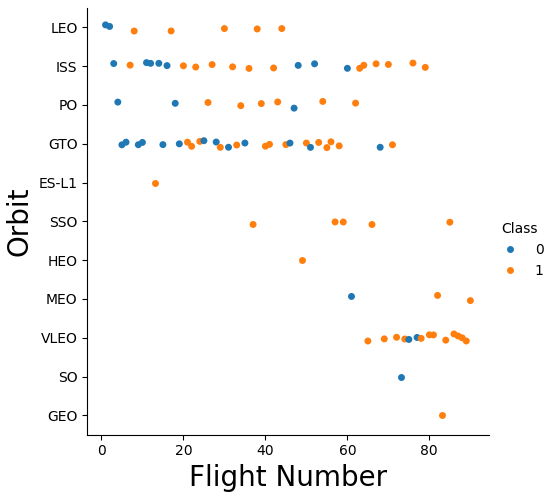 LEO
ISS
PO
GTO
ES-L1
SSO
HEO
MEO
VLEO
SO
GEO
Orbit
0
20
40
60
80
Flight Number
Class
0
1